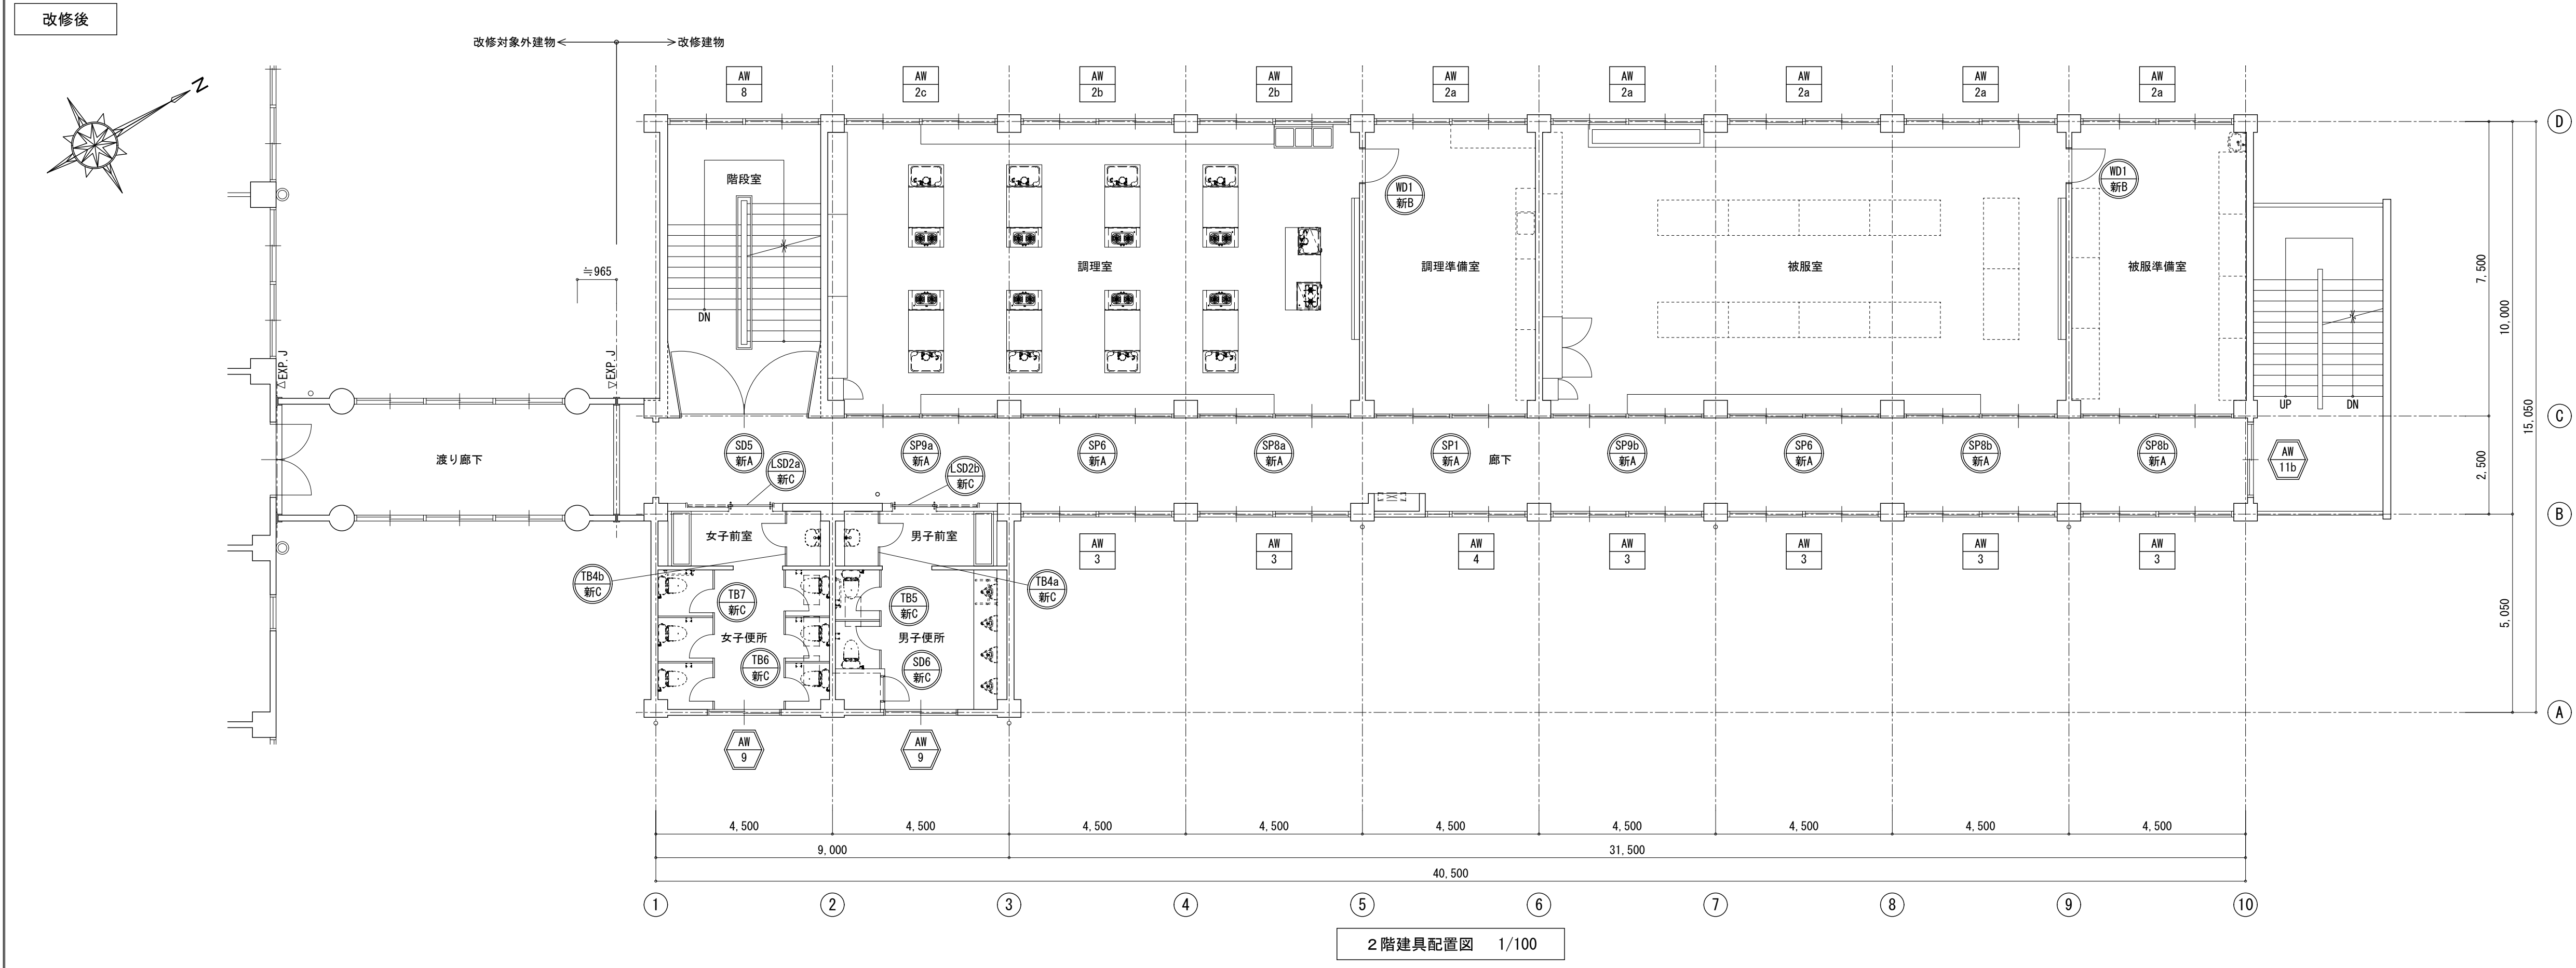 改修後
改修対象外建物
改修建物
N
AW
8
AW
2c
AW
2b
AW
2b
AW
2a
AW
2a
AW
2a
AW
2a
AW
2a
D
WD1
新B
WD1
新B
階段室
調理室
調理準備室
被服室
被服準備室
≒965
DN
EXP.J
EXP.J
UP
DN
7,500
10,000
15,050
2,500
5,050
C
渡り廊下
SD5
新A
LSD2a
新C
SP9a
新A
LSD2b
新C
SP6
新A
SP8a
新A
SP1
新A
廊下
SP9b
新A
SP6
新A
SP8b
新A
SP8b
新A
AW
11b
B
女子前室
男子前室
AW
3
AW
3
AW
4
AW
3
AW
3
AW
3
AW
3
TB4b
新C
TB7
新C
TB5
新C
TB4a
新C
女子便所
男子便所
TB6
新C
SD6
新C
A
AW
9
AW
9
4,500
4,500
4,500
4,500
4,500
4,500
4,500
4,500
4,500
9,000
31,500
40,500
1
2
3
4
5
6
7
8
9
10
2階建具配置図 1/100